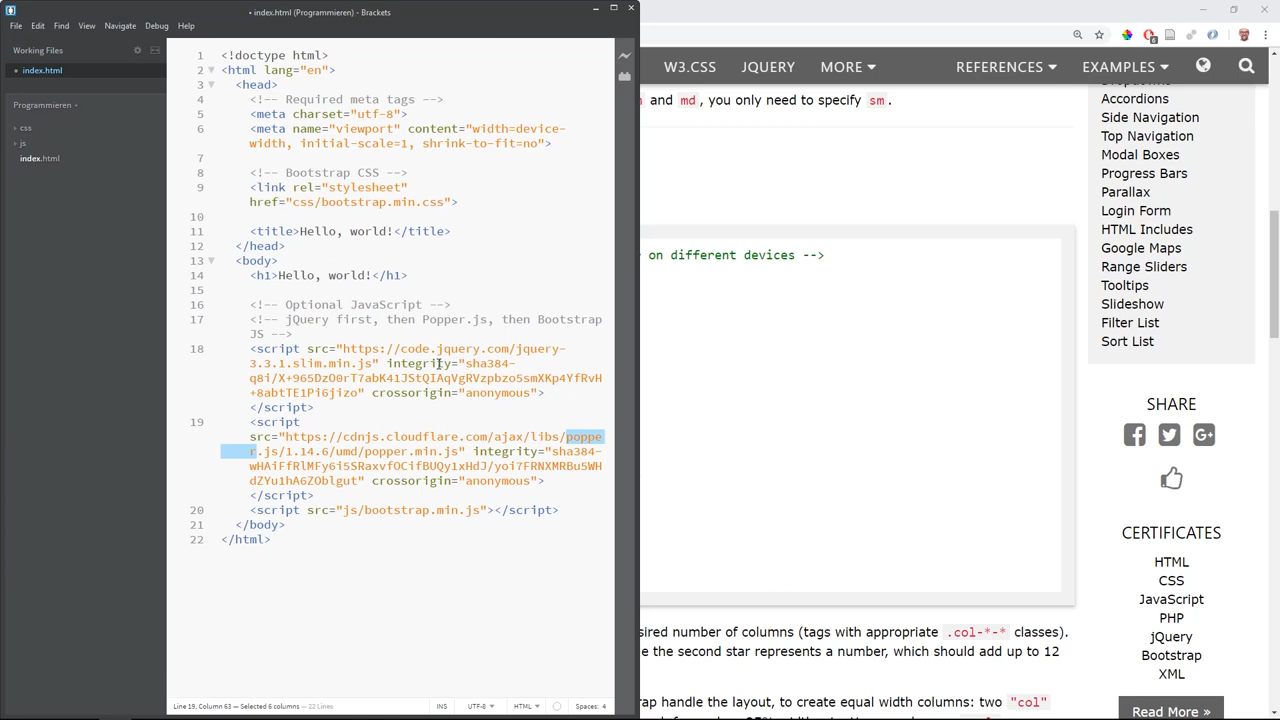 • index.html (Programmieren) - Brackets
File Edit Find View Navigate Debug Help
Working Files
• index.html
Programmieren
css
js
index.html
1 <!doctype html>
2 <html lang="en">
3 <head>
4 <!-- Required meta tags -->
5 <meta charset="utf-8">
6 <meta name="viewport" content="width=device-
width, initial-scale=1, shrink-to-fit=no">
7
8 <!-- Bootstrap CSS -->
9 <link rel="stylesheet"
href="css/bootstrap.min.css">
10
11 <title>Hello, world!</title>
12 </head>
13 <body>
14 <h1>Hello, world!</h1>
15
16 <!-- Optional JavaScript -->
17 <!-- jQuery first, then Popper.js, then Bootstrap
JS -->
18 <script src="https://code.jquery.com/jquery-
3.3.1.slim.min.js" integrity="sha384-
q8i/X+965DzO0rT7abK41JStQIAqVgRVzpbzo5smXKp4YfRvH
+8abtTE1Pi6jizo" crossorigin="anonymous">
</script>
19 <script
src="https://cdnjs.cloudflare.com/ajax/libs/poppe
r.js/1.14.6/umd/popper.min.js" integrity="sha384-
wHAiFfRlMFy6i5SRaxvfOCifBUQy1xHdJ/yoi7FRNXMRBu5WH
dZYu1hA6ZOblgut" crossorigin="anonymous">
</script>
20 <script src="js/bootstrap.min.js"></script>
21 </body>
22 </html>
Line 19, Column 63 — Selected 6 columns — 22 Lines
INS UTF-8 HTML Spaces: 4
6
W3.CSS JQUERY MORE REFERENCES EXAMPLES
and md, you only need to specify sm.
on different devices -->
sired number of columns (tags with appropriate .col-*-* classes).
e the second star represents a number, which should add up to 12
rap handle the layout, to create equal width columns: two "col"
Accordions
Side Navigation
Top Navigation
Modal Boxes
Progress Bars
Parallax
Login Form
HTML Includes
Google Maps
Range Sliders
Tooltips
Slideshow
Filter List
Sort List
SHARE
CERTIFICATES
HTML
CSS
JavaScript
PHP
jQuery
Bootstrap
XML
Read More »